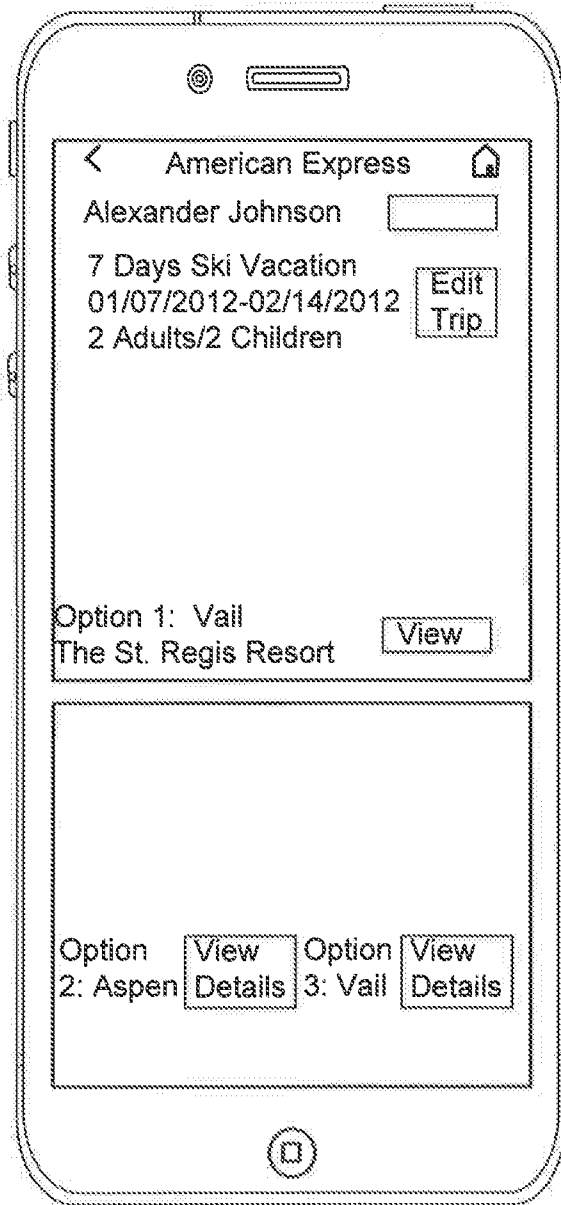 American Express
Alexander Johnson
7 Days Ski Vacation
01/07/2012-02/14/2012
2 Adults/2 Children
Edit
Trip
Option 1: Vail
The St. Regis Resort
View
Option
2: Aspen
View
Details
Option
3: Vail
View
Details